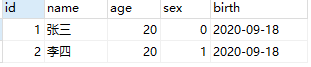 id name age sex birth
1 张三 20 0 2020-09-18
2 李四 20 1 2020-09-18